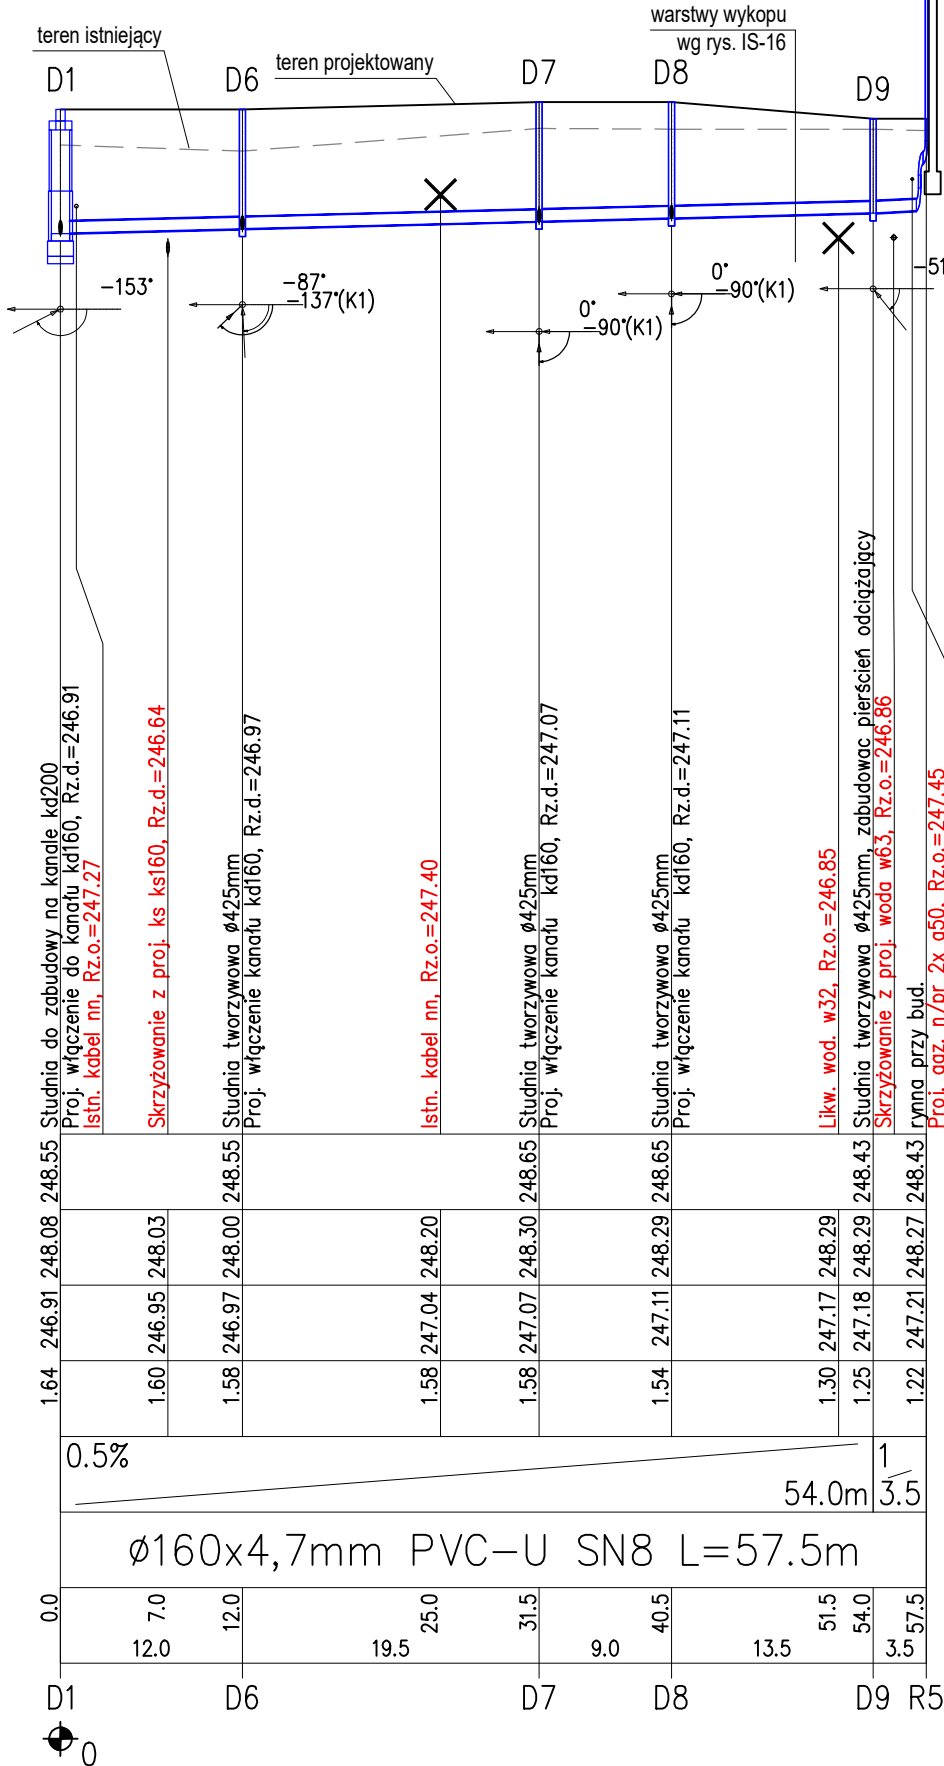 warstwy wykopu
wg rys. IS-16
teren istniejący
teren projektowany
D1
D6
D7
D8
D9
-153°
-87°
-137°(K1)
0°
-90°(K1)
0°
-90°(K1)
-51
Studnia do zabudowy na kanale kd200
Proj. włączenie do kanału kd160, Rz.d.=246.91
Istn. kabel nn, Rz.o.=247.27
Skrzyżowanie z proj. ks ks160, Rz.d.=246.64
Studnia tworzywowa ø425mm
Proj. włączenie kanału kd160, Rz.d.=246.97
Istn. kabel nn, Rz.o.=247.40
Studnia tworzywowa ø425mm
Proj. włączenie kanału kd160, Rz.d.=247.07
Studnia tworzywowa ø425mm
Proj. włączenie kanału kd160, Rz.d.=247.11
Likw. wod. w32, Rz.o.=246.85
Studnia tworzywowa ø425mm, zabudowac pierścień odciążający
Skrzyżowanie z proj. woda w63, Rz.o.=246.86
rynna przy bud.
Proj. gaz. n/pr 2x g50, Rz.o.=247.45
248.55 248.55 248.65 248.65 248.43 248.43
248.08 248.03 248.00 248.20 248.30 248.29 248.29 248.29 248.27
246.91 246.95 246.97 247.04 247.07 247.11 247.17 247.18 247.21
1.64 1.60 1.58 1.58 1.58 1.54 1.30 1.25 1.22
0.5% 1
54.0m 3.5
ø160x4,7mm PVC-U SN8 L=57.5m
0.0 7.0 12.0 25.0 31.5 40.5 51.5 54.0 57.5
12.0 19.5 9.0 13.5 3.5
D1 D6 D7 D8 D9 R5
0